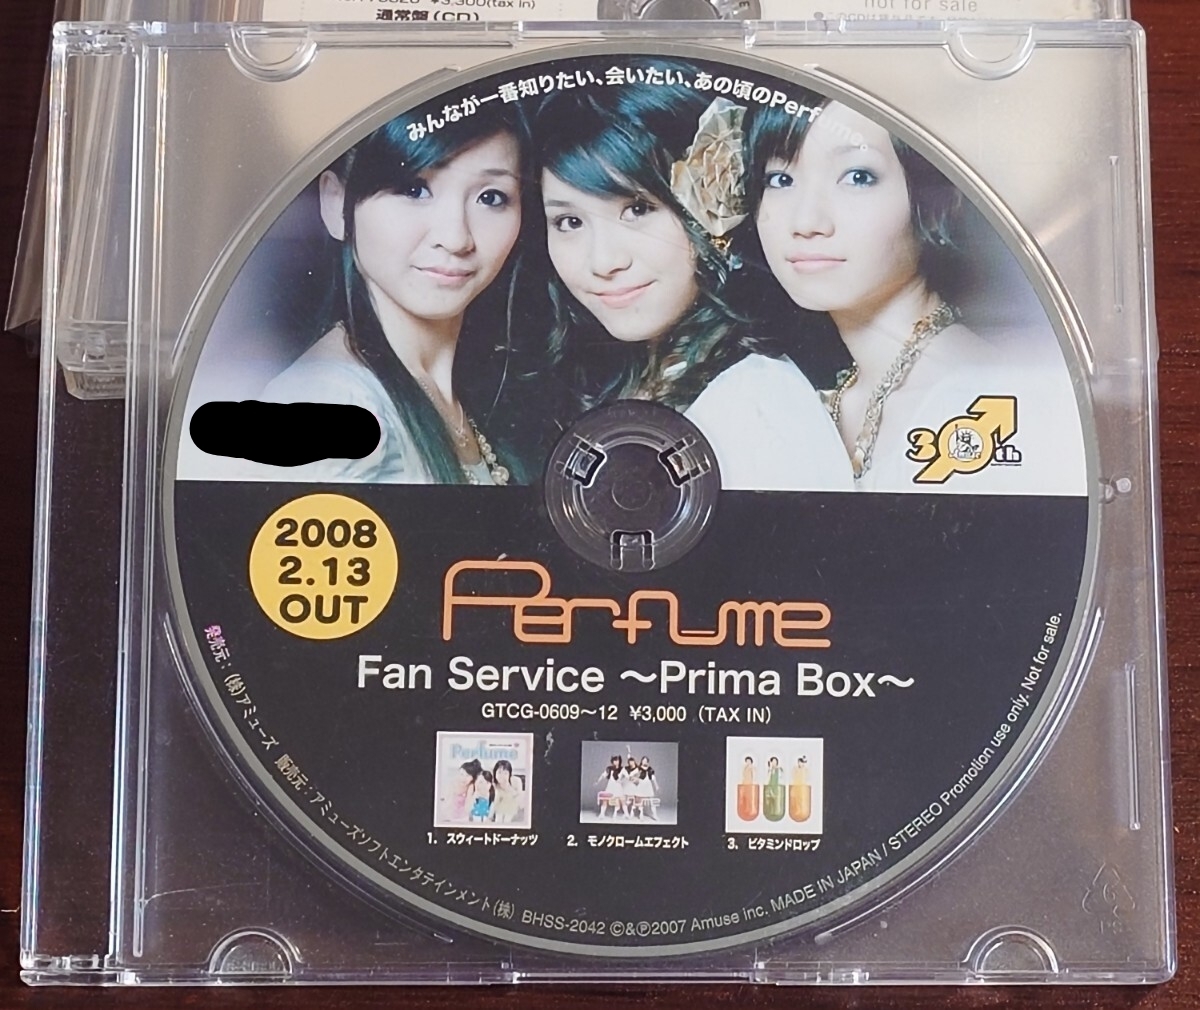 ¥3,300(tax in)
通常盤(CD)
not for sale
みんなが一番知りたい、会いたい、あの頃のPerfume。
30th
2008
2.13
OUT
Perfume
Fan Service ～Prima Box～
GTCG-0609～12 ¥3,000 (TAX IN)
Perfume
1. スウィートドーナッツ
2. モノクロームエフェクト
3. ビタミンドロップ
発売元：(株)アミューズ 販売元：アミューズソフトエンタテインメント(株) BHSS-2042 ©&℗2007 Amuse inc. MADE IN JAPAN / STEREO Promotion use only. Not for sale.